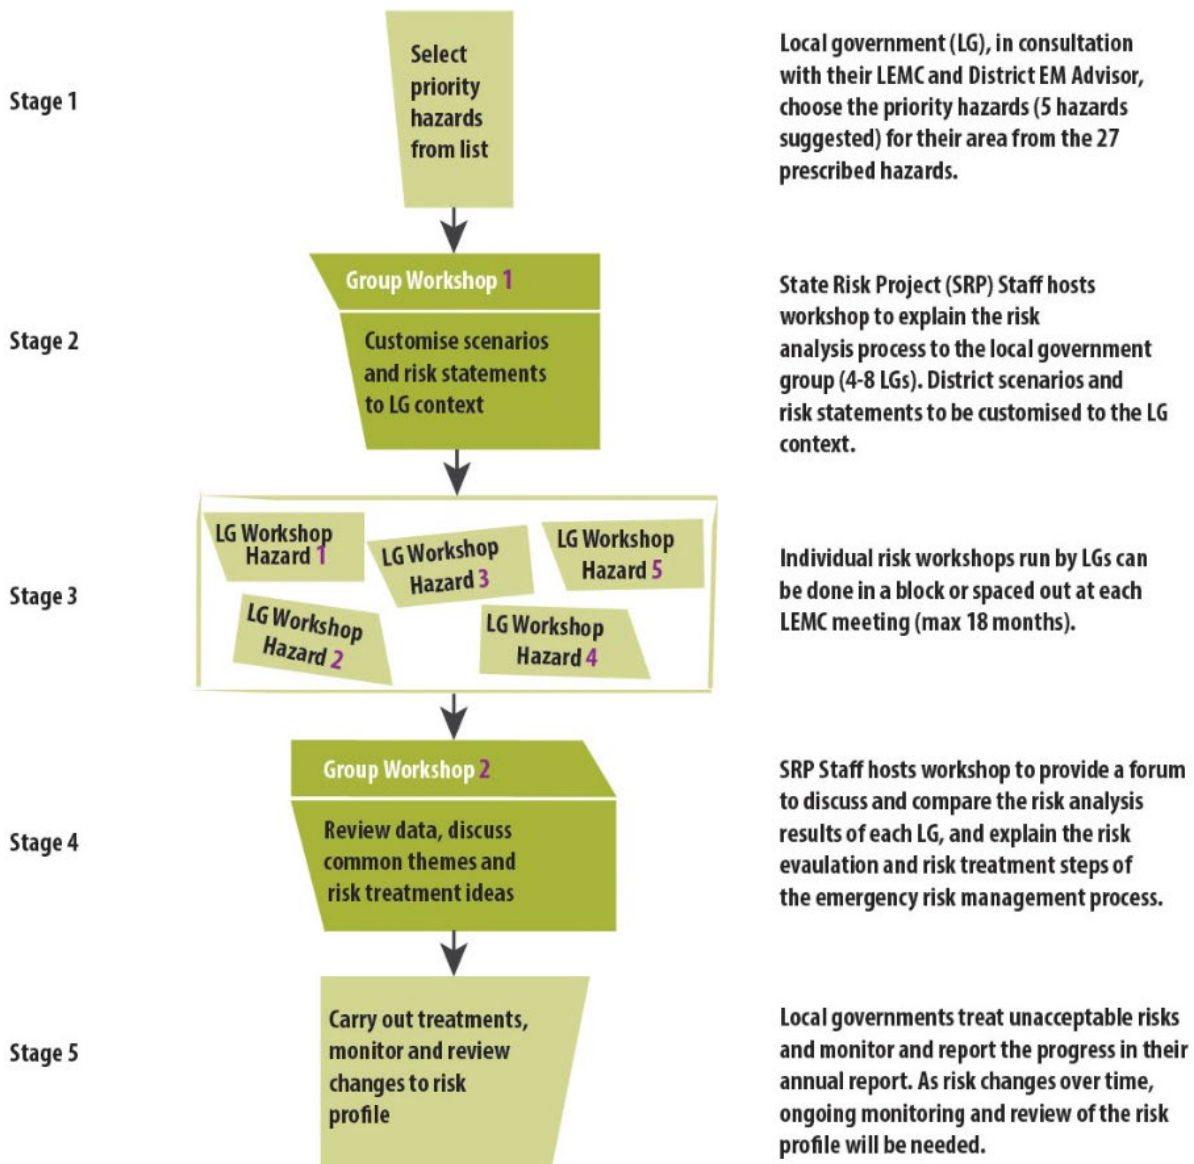 Stage 1
Select
priority
hazards
from list
Local government (LG), in consultation
with their LEMC and District EM Advisor,
choose the priority hazards (5 hazards
suggested) for their area from the 27
prescribed hazards.
Stage 2
Group Workshop 1
Customise scenarios
and risk statements
to LG context
State Risk Project (SRP) Staff hosts
workshop to explain the risk
analysis process to the local government
group (4-8 LGs). District scenarios and
risk statements to be customised to the LG
context.
Stage 3
LG Workshop
Hazard 1
LG Workshop
Hazard 2
LG Workshop
Hazard 3
LG Workshop
Hazard 4
LG Workshop
Hazard 5
Individual risk workshops run by LGs can
be done in a block or spaced out at each
LEMC meeting (max 18 months).
Stage 4
Group Workshop 2
Review data, discuss
common themes and
risk treatment ideas
SRP Staff hosts workshop to provide a forum
to discuss and compare the risk analysis
results of each LG, and explain the risk
evaulation and risk treatment steps of
the emergency risk management process.
Stage 5
Carry out treatments,
monitor and review
changes to risk
profile
Local governments treat unacceptable risks
and monitor and report the progress in their
annual report. As risk changes over time,
ongoing monitoring and review of the risk
profile will be needed.